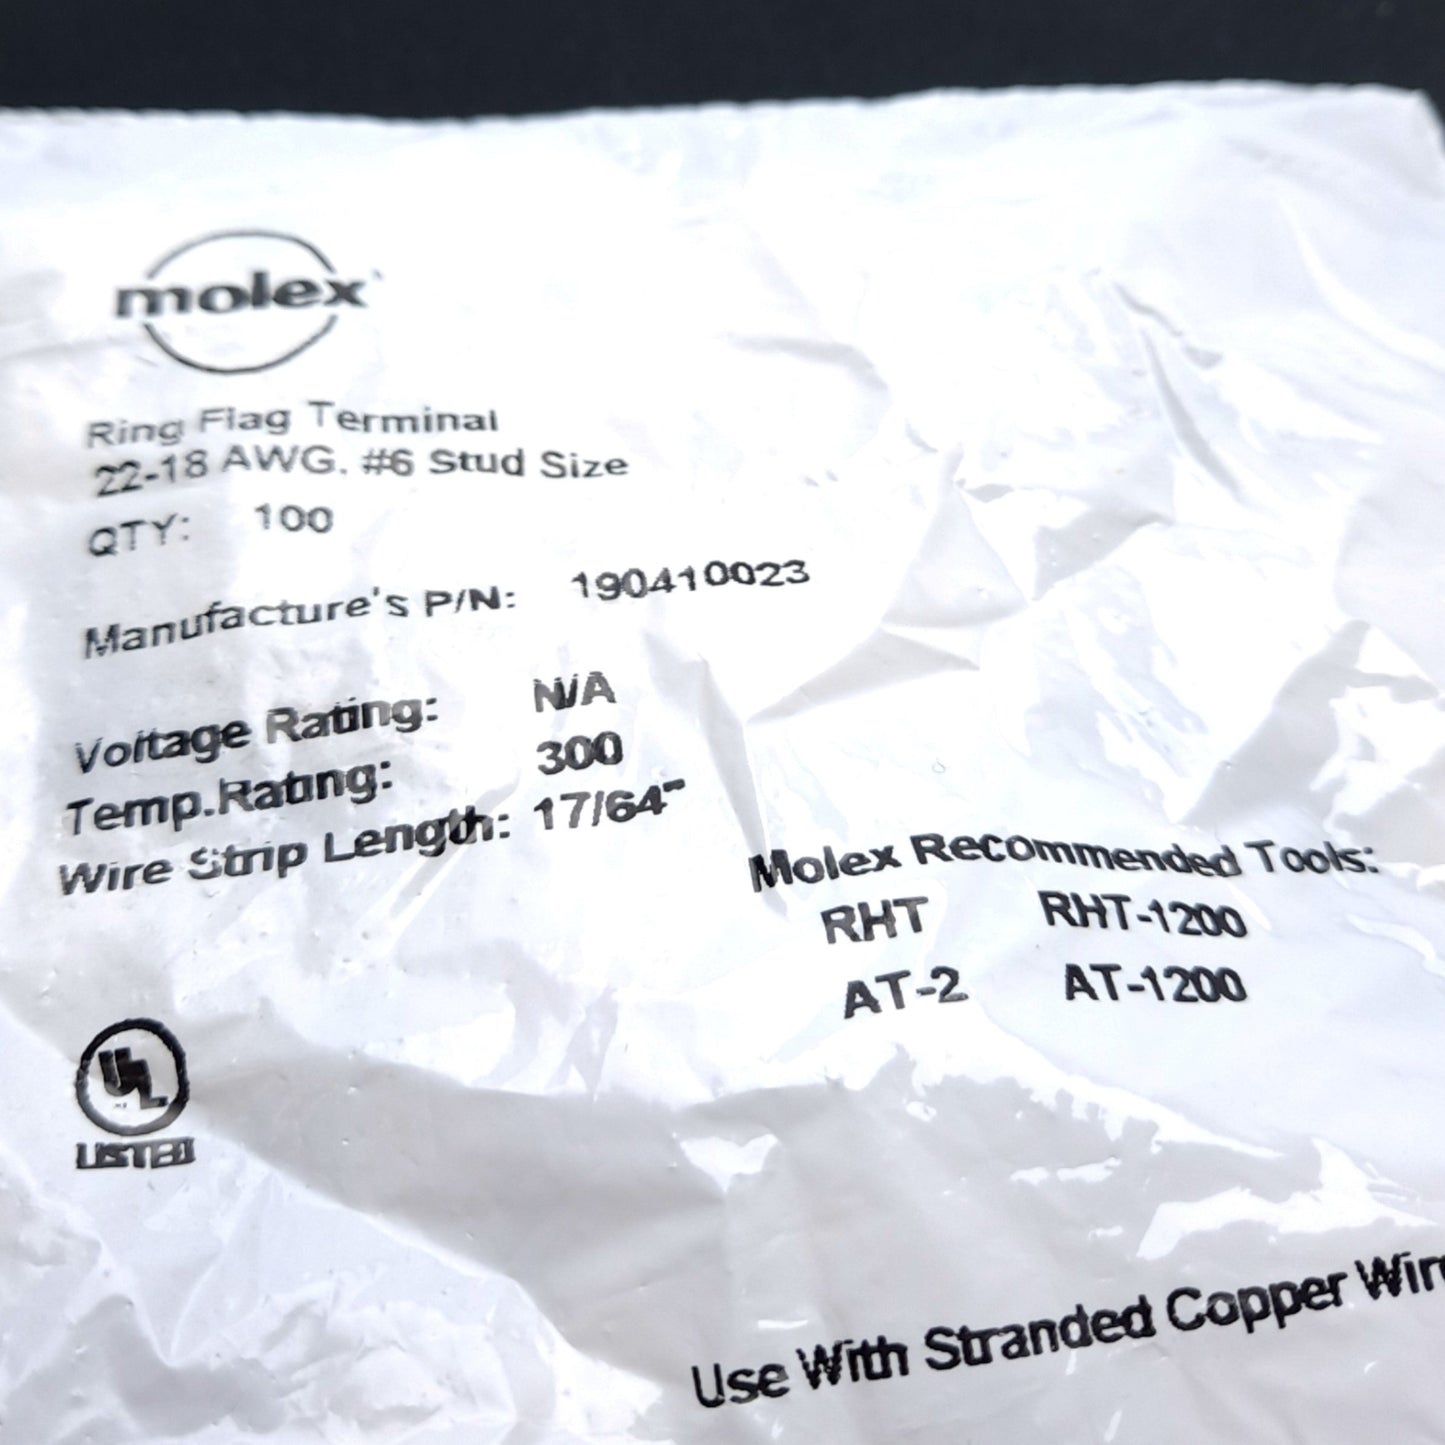 molex
Ring Flag Terminal
22-18 AWG, #6 Stud Size
QTY: 100
Manufacture's P/N: 190410023
Voltage Rating: N/A
Temp.Rating: 300
Wire Strip Length: 17/64"
Molex Recommended Tools:
RHT RHT-1200
AT-2 AT-1200
UL
LISTED
Use With Stranded Copper Wire